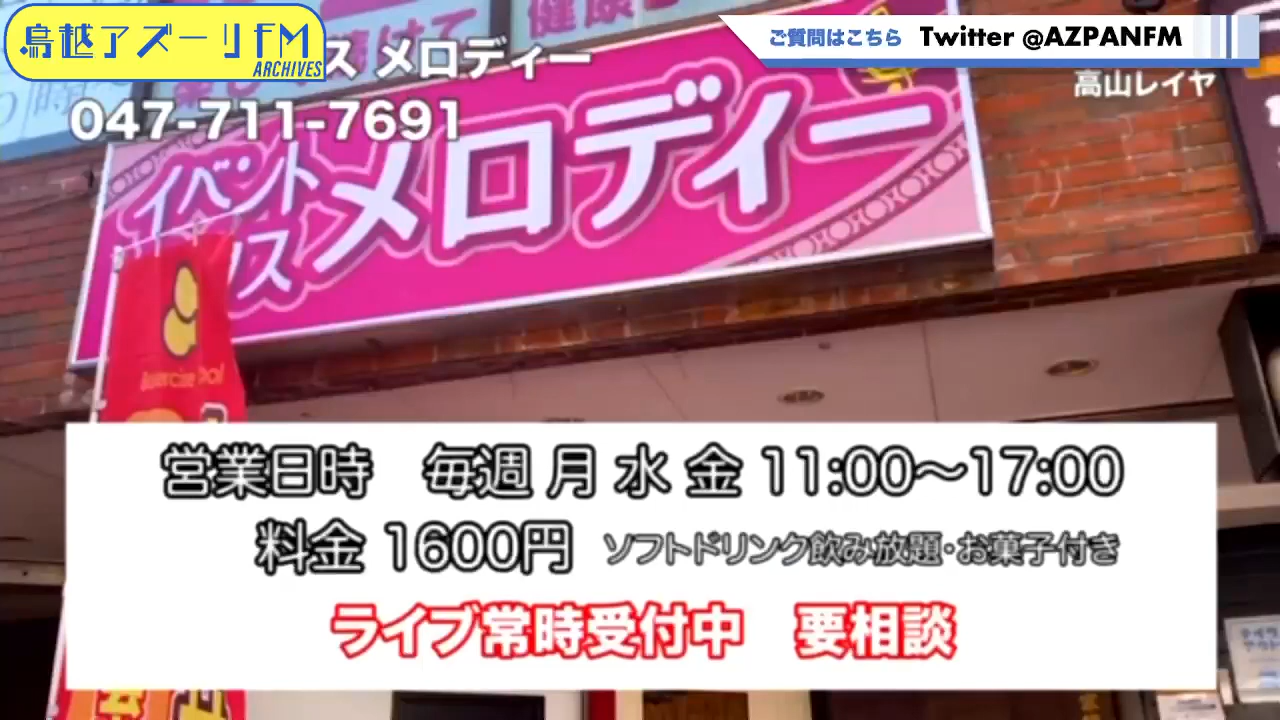 鳥越アズーリFM
ARCHIVES
ご質問はこちら Twitter @AZPANFM
ス メロディー
高山レイヤ
047-711-7691
イベント
メロディー
営業日時 毎週 月 水 金 11:00〜17:00
料金 1600円 ソフトドリンク飲み放題・お菓子付き
ライブ常時受付中 要相談